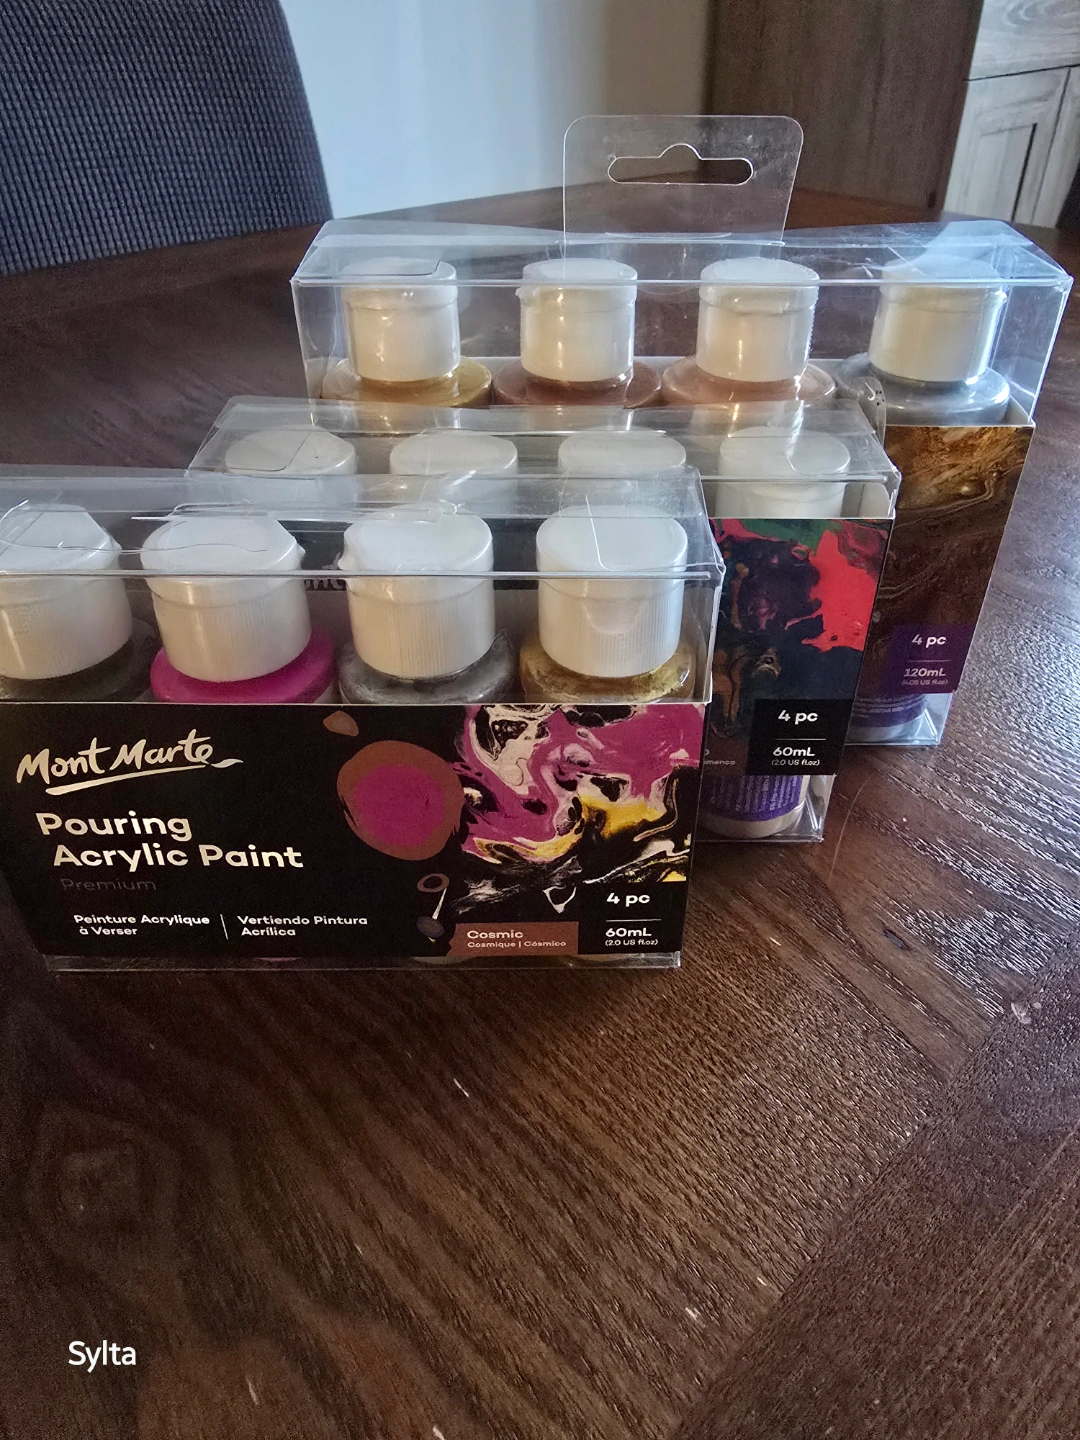 Mont Marte
Pouring
Acrylic Paint
Premium
Peinture Acrylique
à Verser
Vertiendo Pintura
Acrílica
Cosmic
Cosmique | Cósmico
4 pc
60mL
(2.0 US fl.oz)
4 pc
60mL
(2.0 US fl.oz)
4 pc
120mL
Sylta